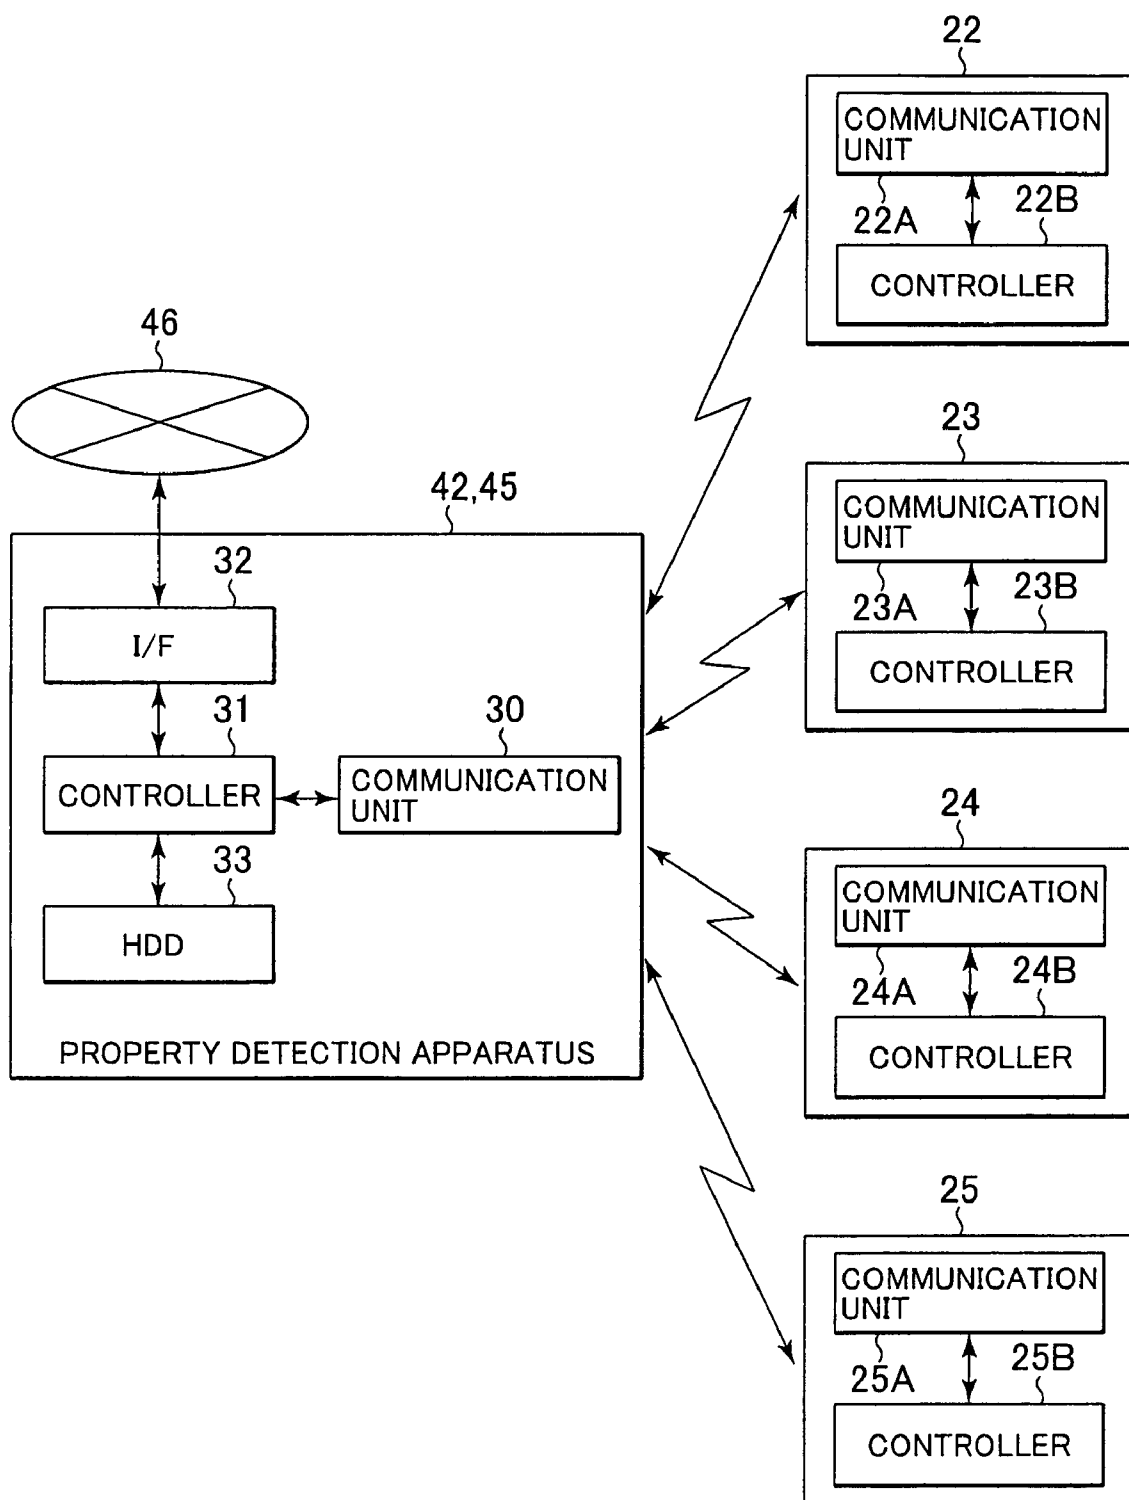 46
42,45
32
I/F
31
CONTROLLER
30
COMMUNICATION
UNIT
33
HDD
PROPERTY DETECTION APPARATUS
22
COMMUNICATION
UNIT
22A
22B
CONTROLLER
23
COMMUNICATION
UNIT
23A
23B
CONTROLLER
24
COMMUNICATION
UNIT
24A
24B
CONTROLLER
25
COMMUNICATION
UNIT
25A
25B
CONTROLLER